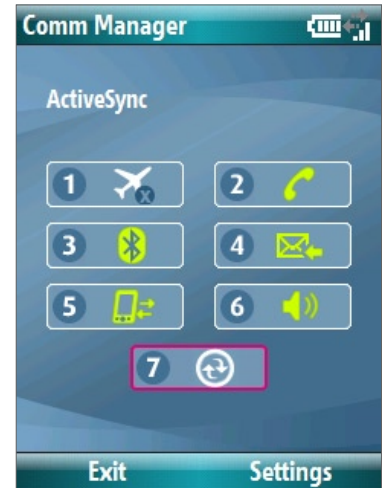 Comm Manager
ActiveSync
1 2
3 4
5 6
7
Exit Settings